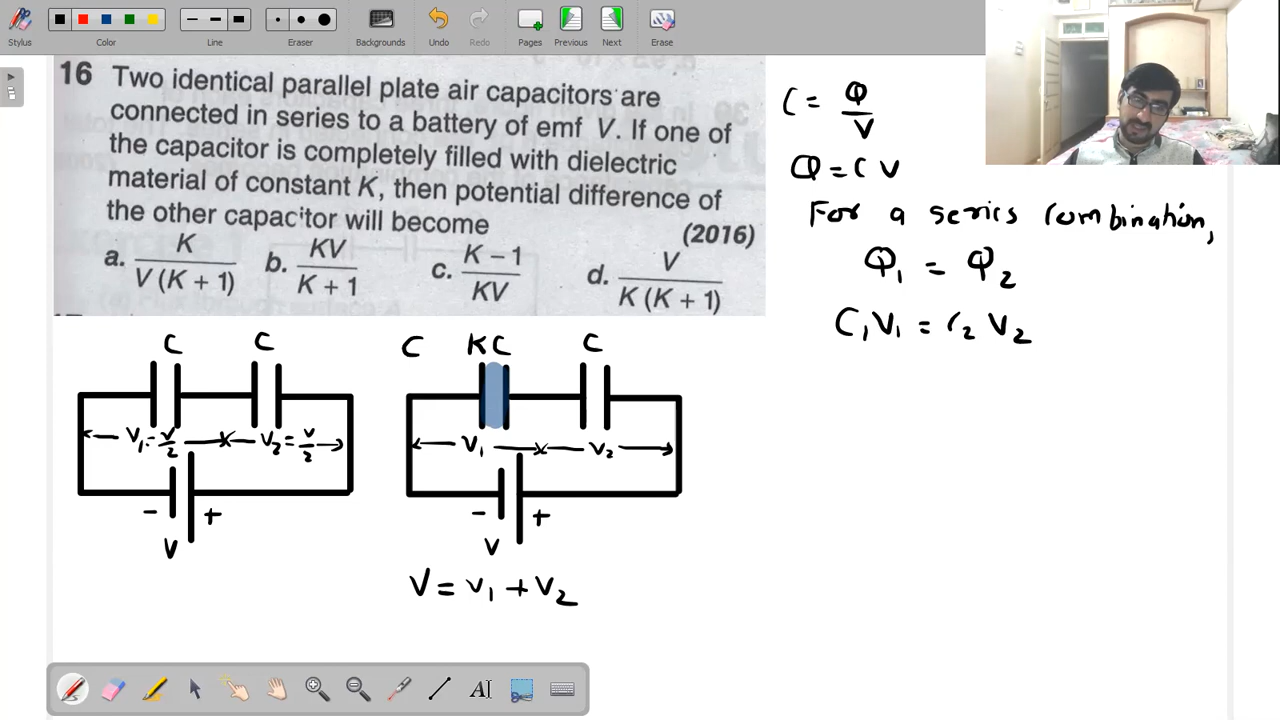 Stylus
Color
Line
Eraser
Backgrounds
Undo
Redo
Pages
Previous
Next
Erase
16 Two identical parallel plate air capacitors are
connected in series to a battery of emf V. If one of
the capacitor is completely filled with dielectric
material of constant K, then potential difference of
the other capacitor will become
(2016)
a. K / V (K + 1) b. KV / K + 1 c. K − 1 / KV d. V / K (K + 1)
C = Q / V
Q = C V
For a series combination,
Q1 = Q2
C1V1 = C2 V2
C C
V1 = V/2 V2 = V/2
- +
V
C KC C
V1 V2
- +
V
V = V1 + V2
AI